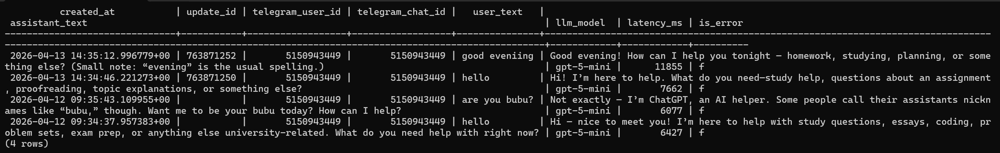 created_at | update_id | telegram_user_id | telegram_chat_id | user_text |
assistant_text | llm_model | latency_ms | is_error
-------------------------------+-----------+------------------+------------------+---------------+---------------------------------------------------------------------------------
--------------------------------------------------------------------------------------------------+------------+------------+----------
2026-04-13 14:35:12.996779+00 | 763871252 | 5150943449 | 5150943449 | good eveniing | Good evening! How can I help you tonight — homework, studying, planning, or some
thing else? (Small note: “evening” is the usual spelling.) | gpt-5-mini | 11855 | f
2026-04-13 14:34:46.221273+00 | 763871250 | 5150943449 | 5150943449 | hello | Hi! I’m here to help. What do you need—study help, questions about an assignment
, proofreading, topic explanations, or something else? | gpt-5-mini | 7662 | f
2026-04-12 09:35:43.109955+00 | | 5150943449 | 5150943449 | are you bubu? | Not exactly — I’m ChatGPT, an AI helper. Some people call their assistants nickn
ames like “bubu,” though. Want me to be your bubu today? How can I help? | gpt-5-mini | 6077 | f
2026-04-12 09:34:37.957383+00 | | 5150943449 | 5150943449 | hello | Hi — nice to meet you! I’m here to help with study questions, essays, coding, pr
oblem sets, exam prep, or anything else university-related. What do you need help with right now? | gpt-5-mini | 6427 | f
(4 rows)